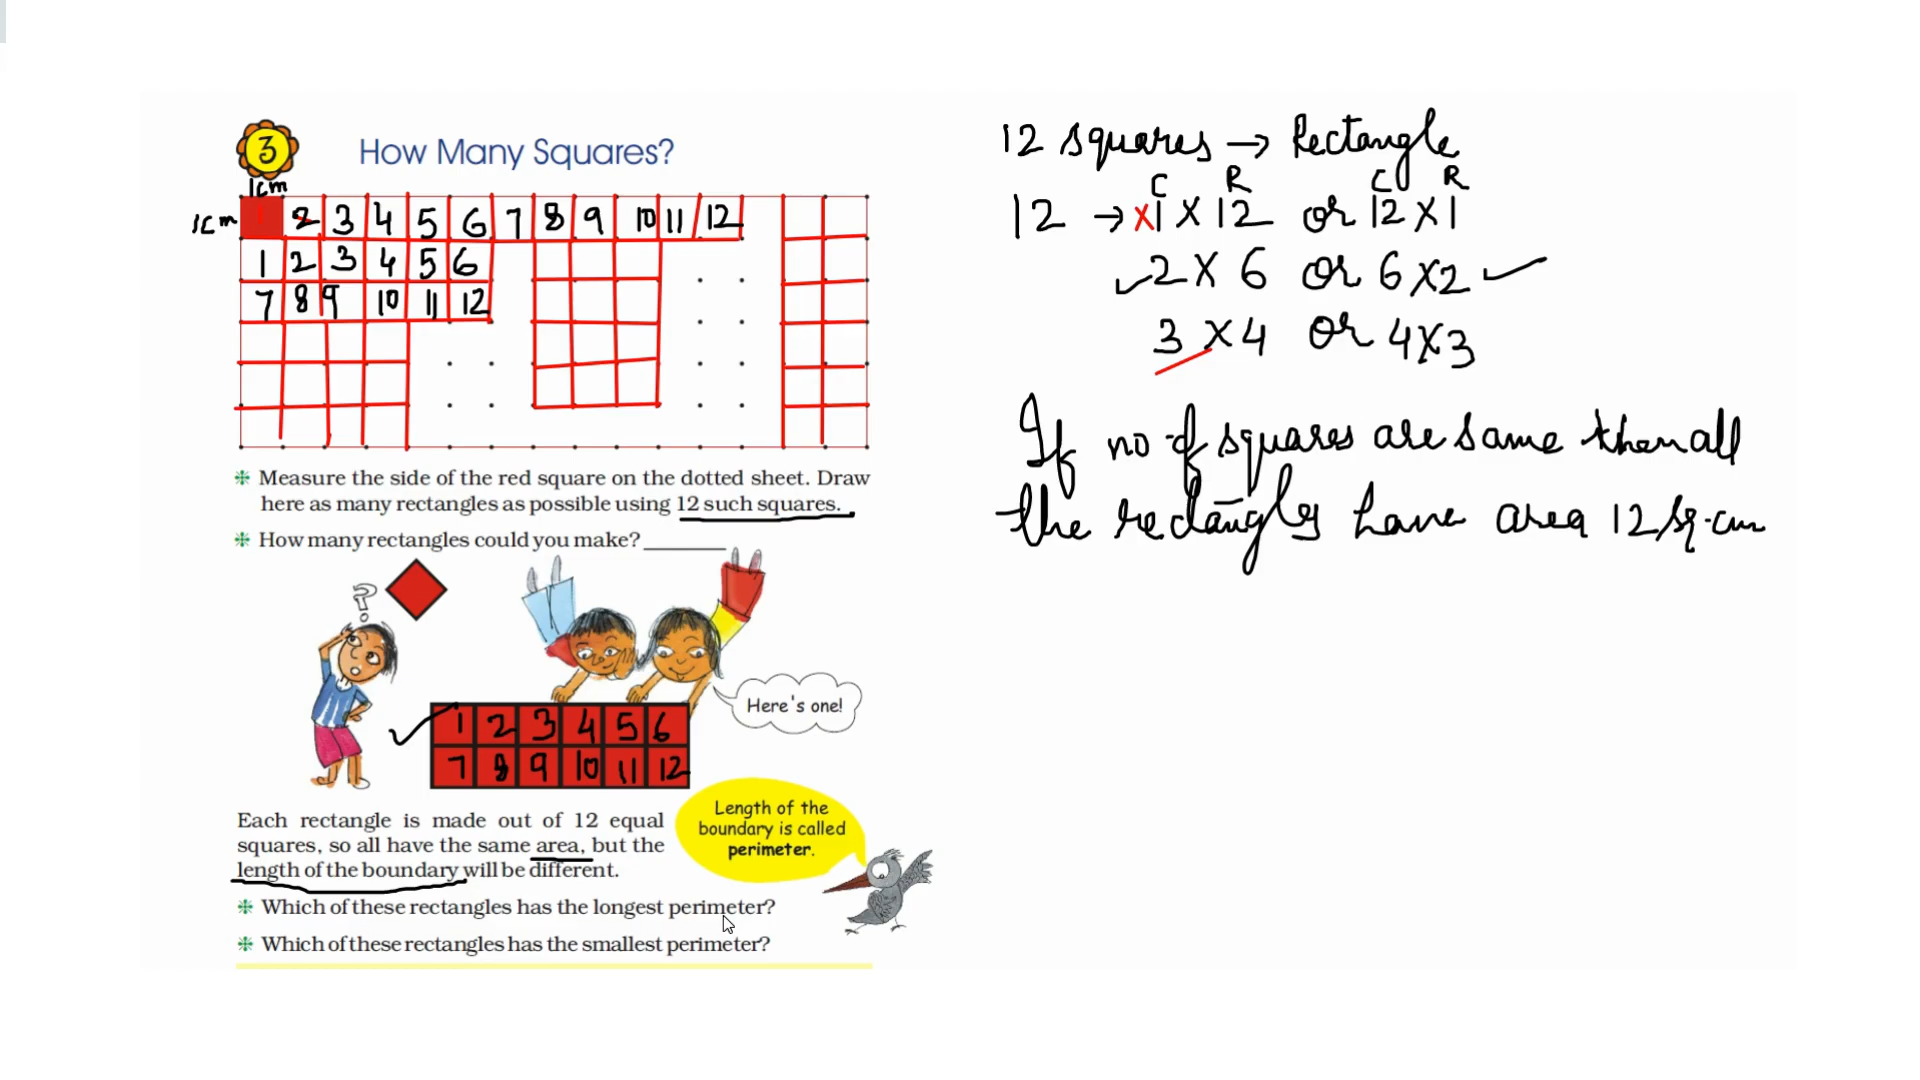 3
How Many Squares?
1cm
1cm 1 2 3 4 5 6 7 8 9 10 11 12
1 2 3 4 5 6
7 8 9 10 11 12
Measure the side of the red square on the dotted sheet. Draw
here as many rectangles as possible using 12 such squares.
How many rectangles could you make? ________
?
Here's one!
1 2 3 4 5 6
7 8 9 10 11 12
Each rectangle is made out of 12 equal
squares, so all have the same area, but the
length of the boundary will be different.
Length of the
boundary is called
perimeter.
Which of these rectangles has the longest perimeter?
Which of these rectangles has the smallest perimeter?
12 squares → Rectangle
C R C R
12 → x1 x 12 or 12 x 1
2 x 6 or 6 x 2
3 x 4 or 4 x 3
If no of squares are same then all
the rectangles have area 12 sq.cm